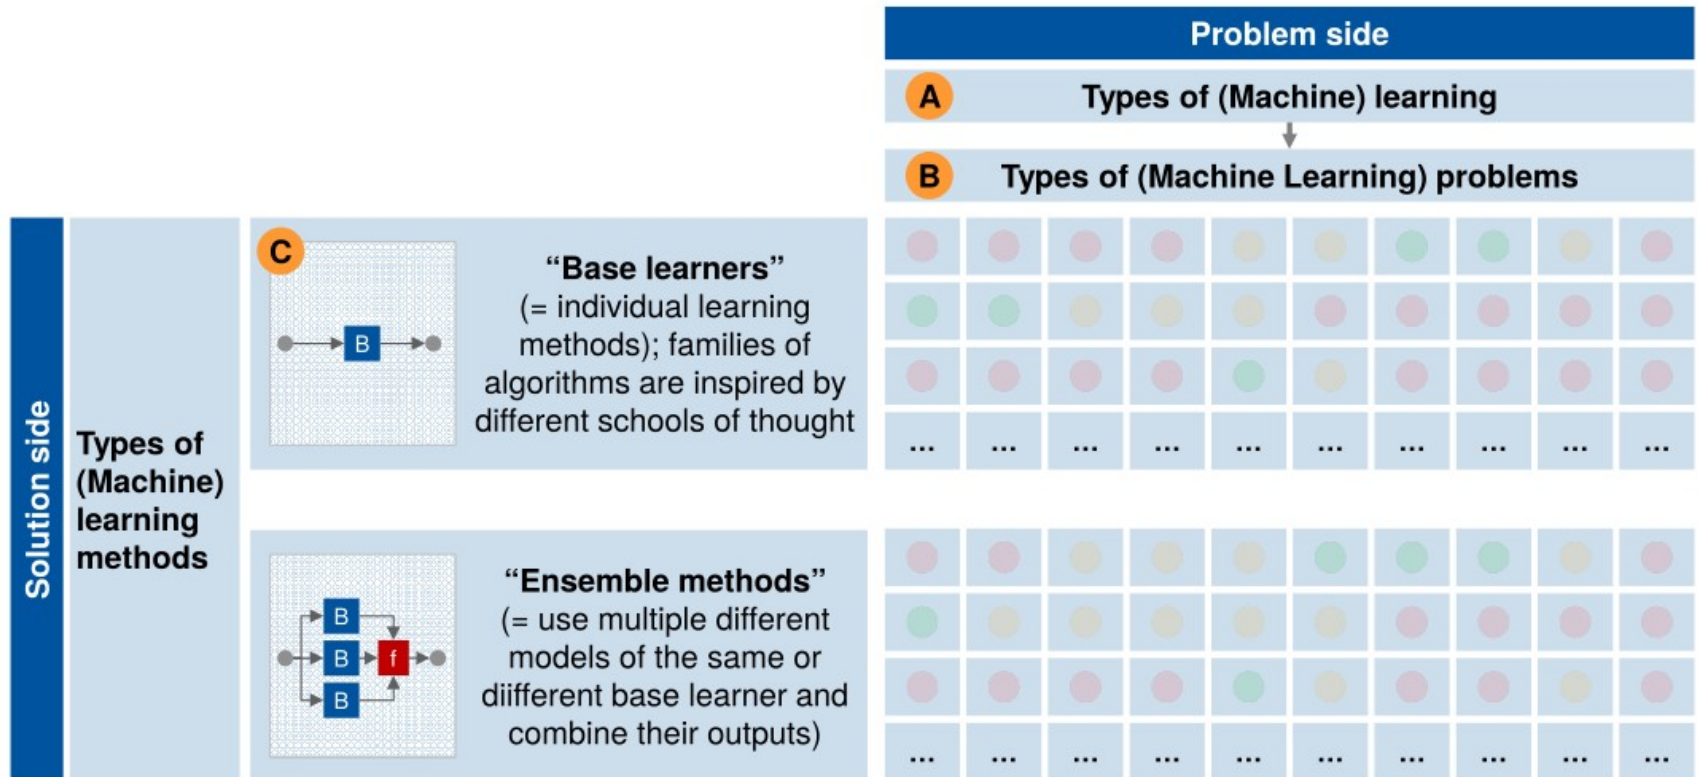 Problem side
A
Types of (Machine) learning
B
Types of (Machine Learning) problems
Solution side
Types of
(Machine)
learning
methods
C
B
“Base learners”
(= individual learning
methods); families of
algorithms are inspired by
different schools of thought
... ... ... ... ... ... ... ... ... ...
B
B
f
B
“Ensemble methods”
(= use multiple different
models of the same or
diifferent base learner and
combine their outputs)
... ... ... ... ... ... ... ... ... ...